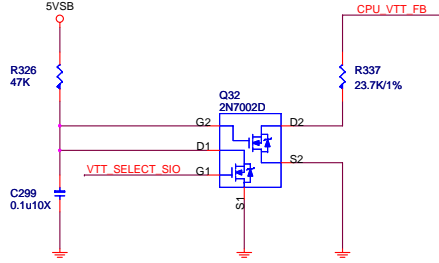 5VSB
CPU_VTT_FB
R326
47K
R337
23.7K/1%
Q32
2N7002D
G2
D2
D1
S2
VTT_SELECT_SIO
G1
C299
0.1u10X
S1